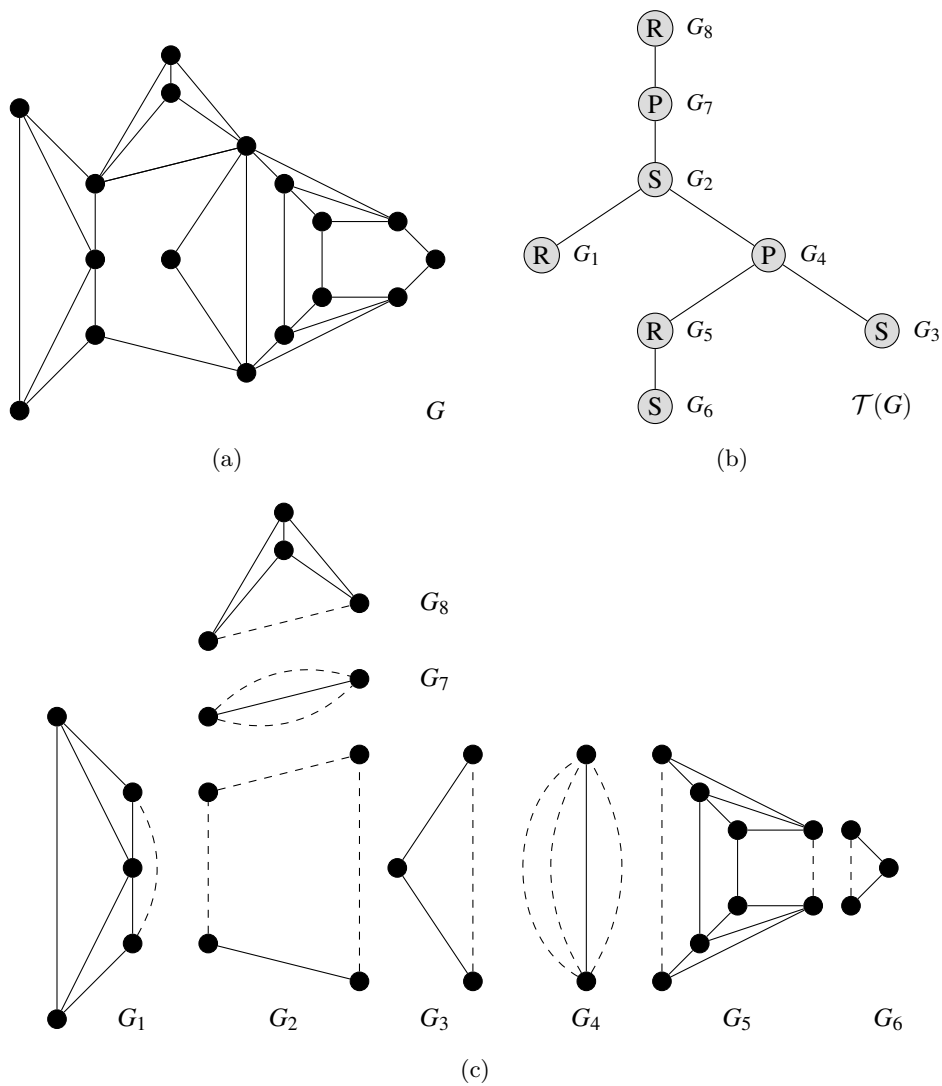 R G₈
P G₇
S G₂
R G₁
P G₄
R G₅
S G₃
S G₆
G
𝒯(G)
(a)
(b)
G₈
G₇
G₁ G₂ G₃ G₄ G₅ G₆
(c)